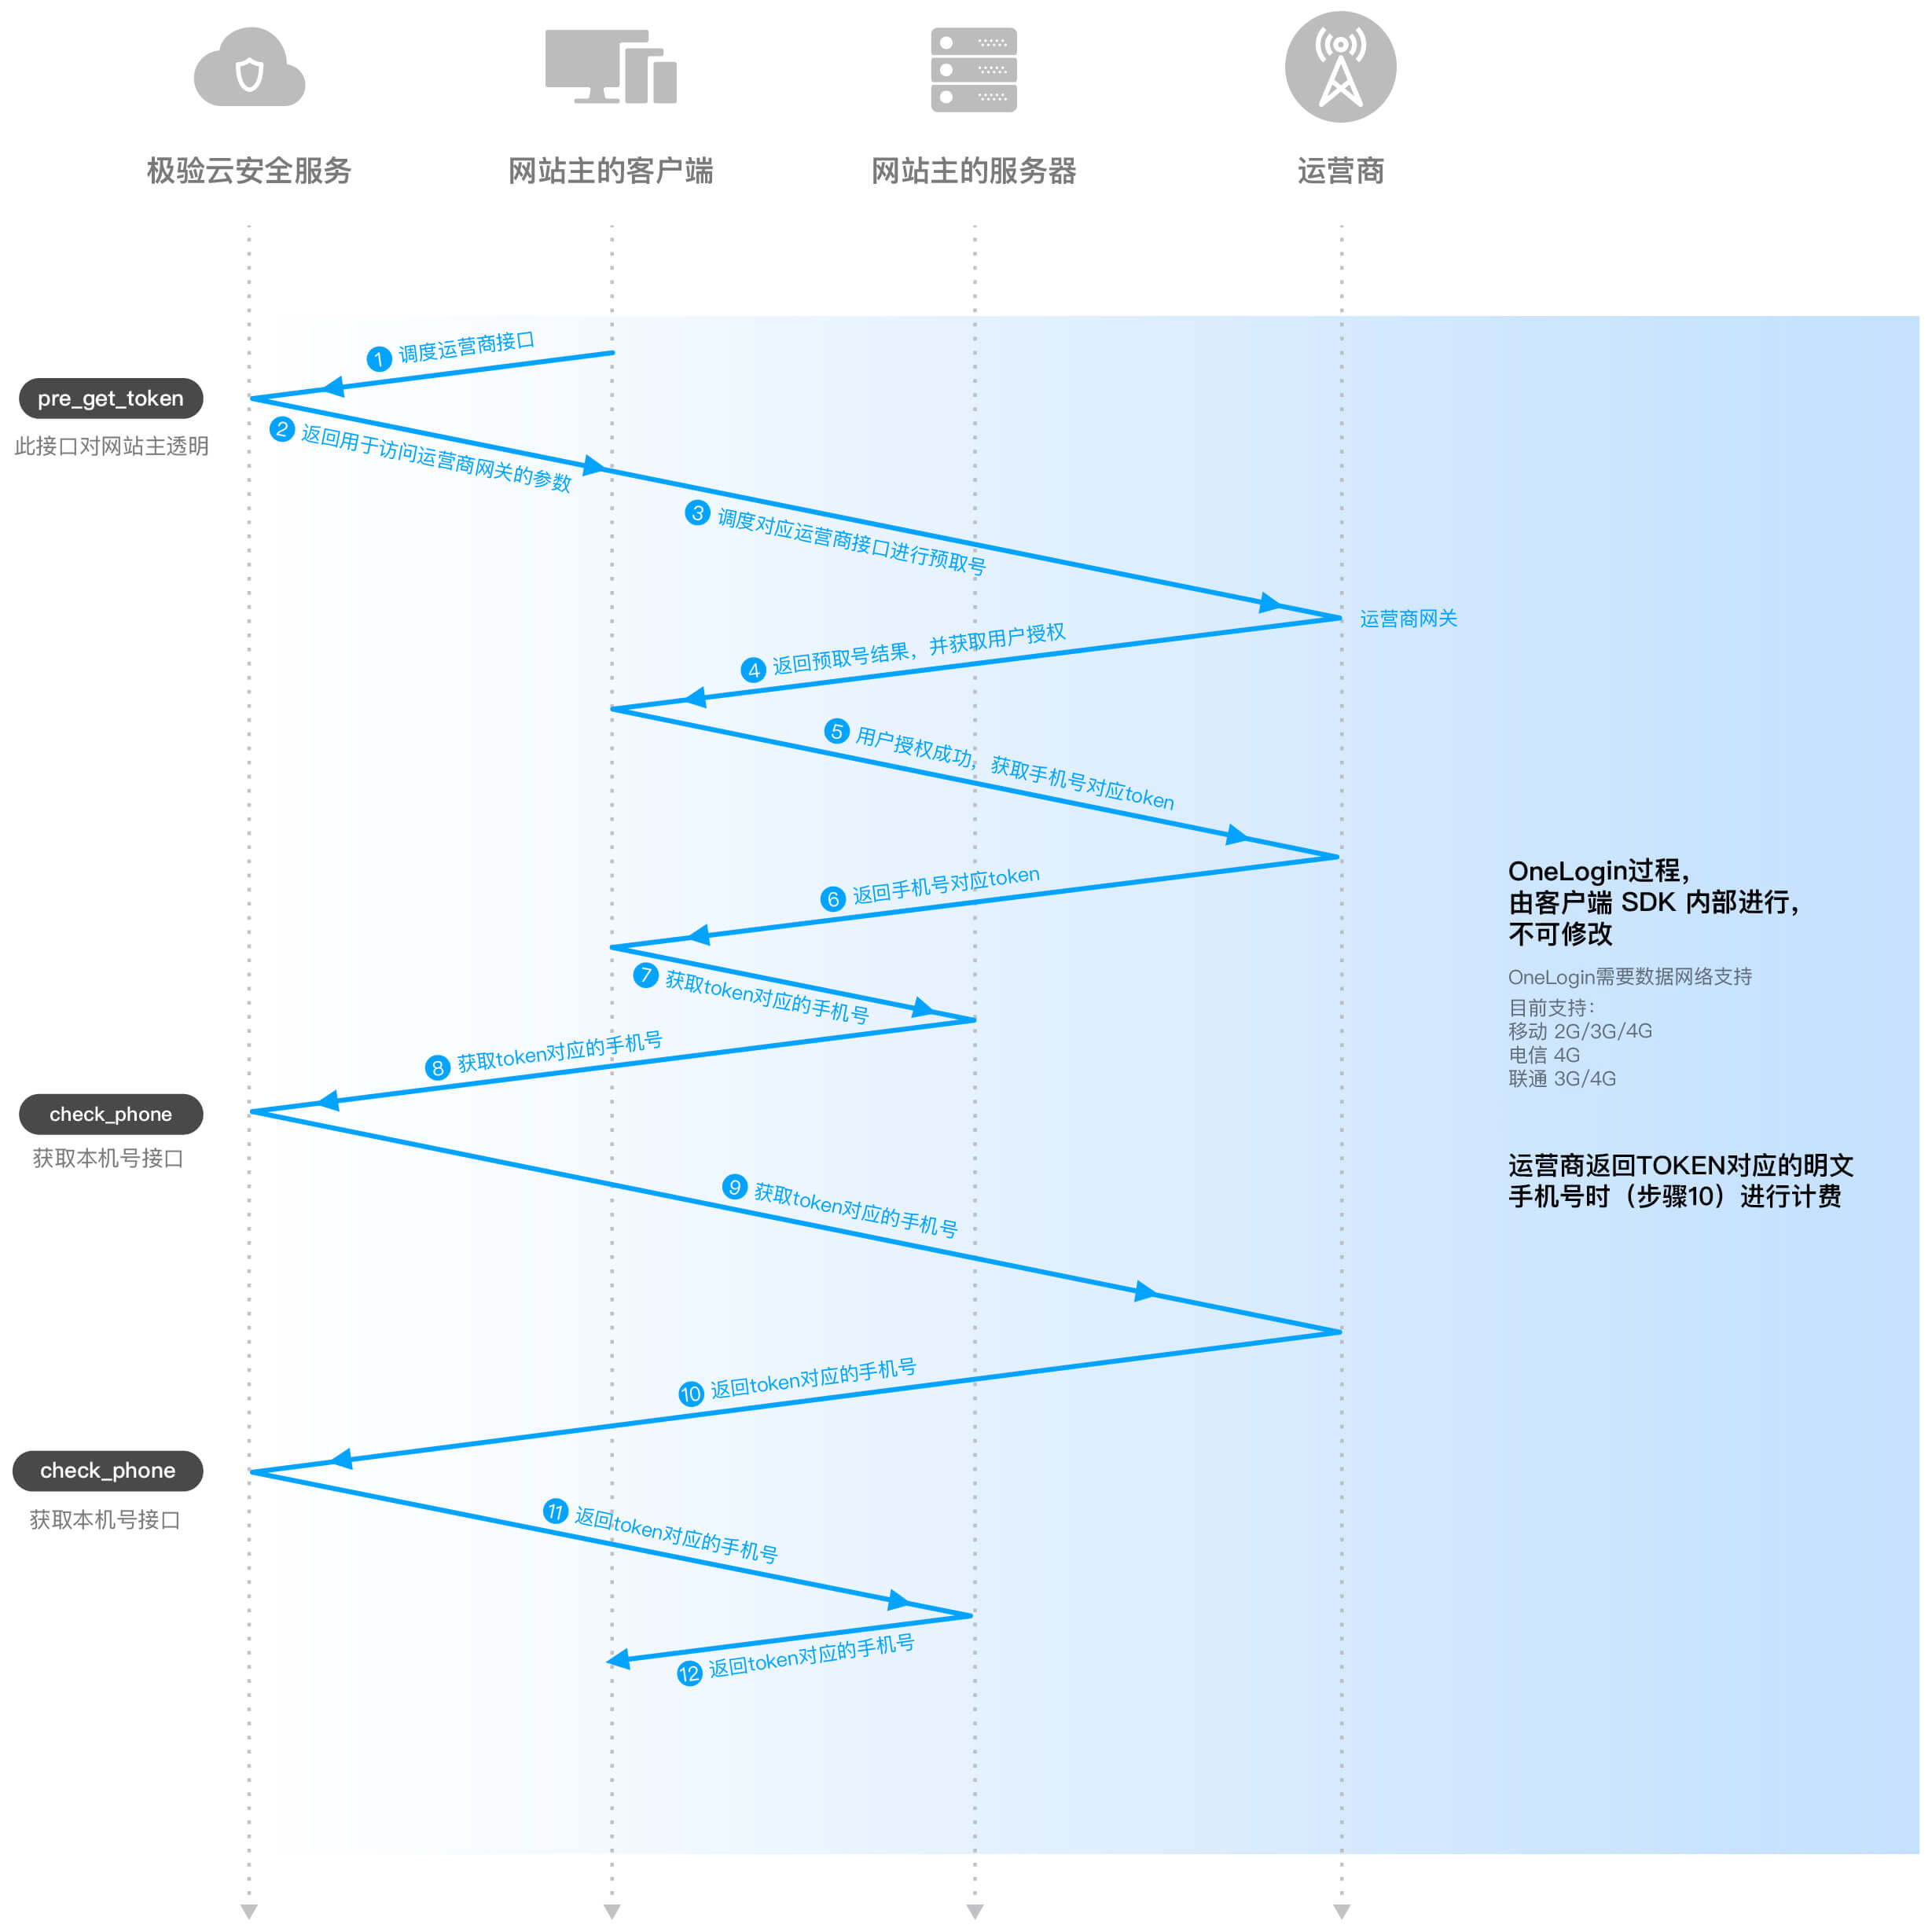 极验云安全服务
网站主的客户端
网站主的服务器
运营商
1 调度运营商接口
pre_get_token
此接口对网站主透明
2 返回用于访问运营商网关的参数
3 调度对应运营商接口进行预取号
运营商网关
4 返回预取号结果，并获取用户授权
5 用户授权成功，获取手机号对应token
6 返回手机号对应token
OneLogin过程，
由客户端 SDK 内部进行，
不可修改
OneLogin需要数据网络支持
目前支持：
移动 2G/3G/4G
电信 4G
联通 3G/4G
7 获取token对应的手机号
8 获取token对应的手机号
check_phone
获取本机号接口
运营商返回TOKEN对应的明文
手机号时（步骤10）进行计费
9 获取token对应的手机号
10 返回token对应的手机号
check_phone
获取本机号接口
11 返回token对应的手机号
12 返回token对应的手机号